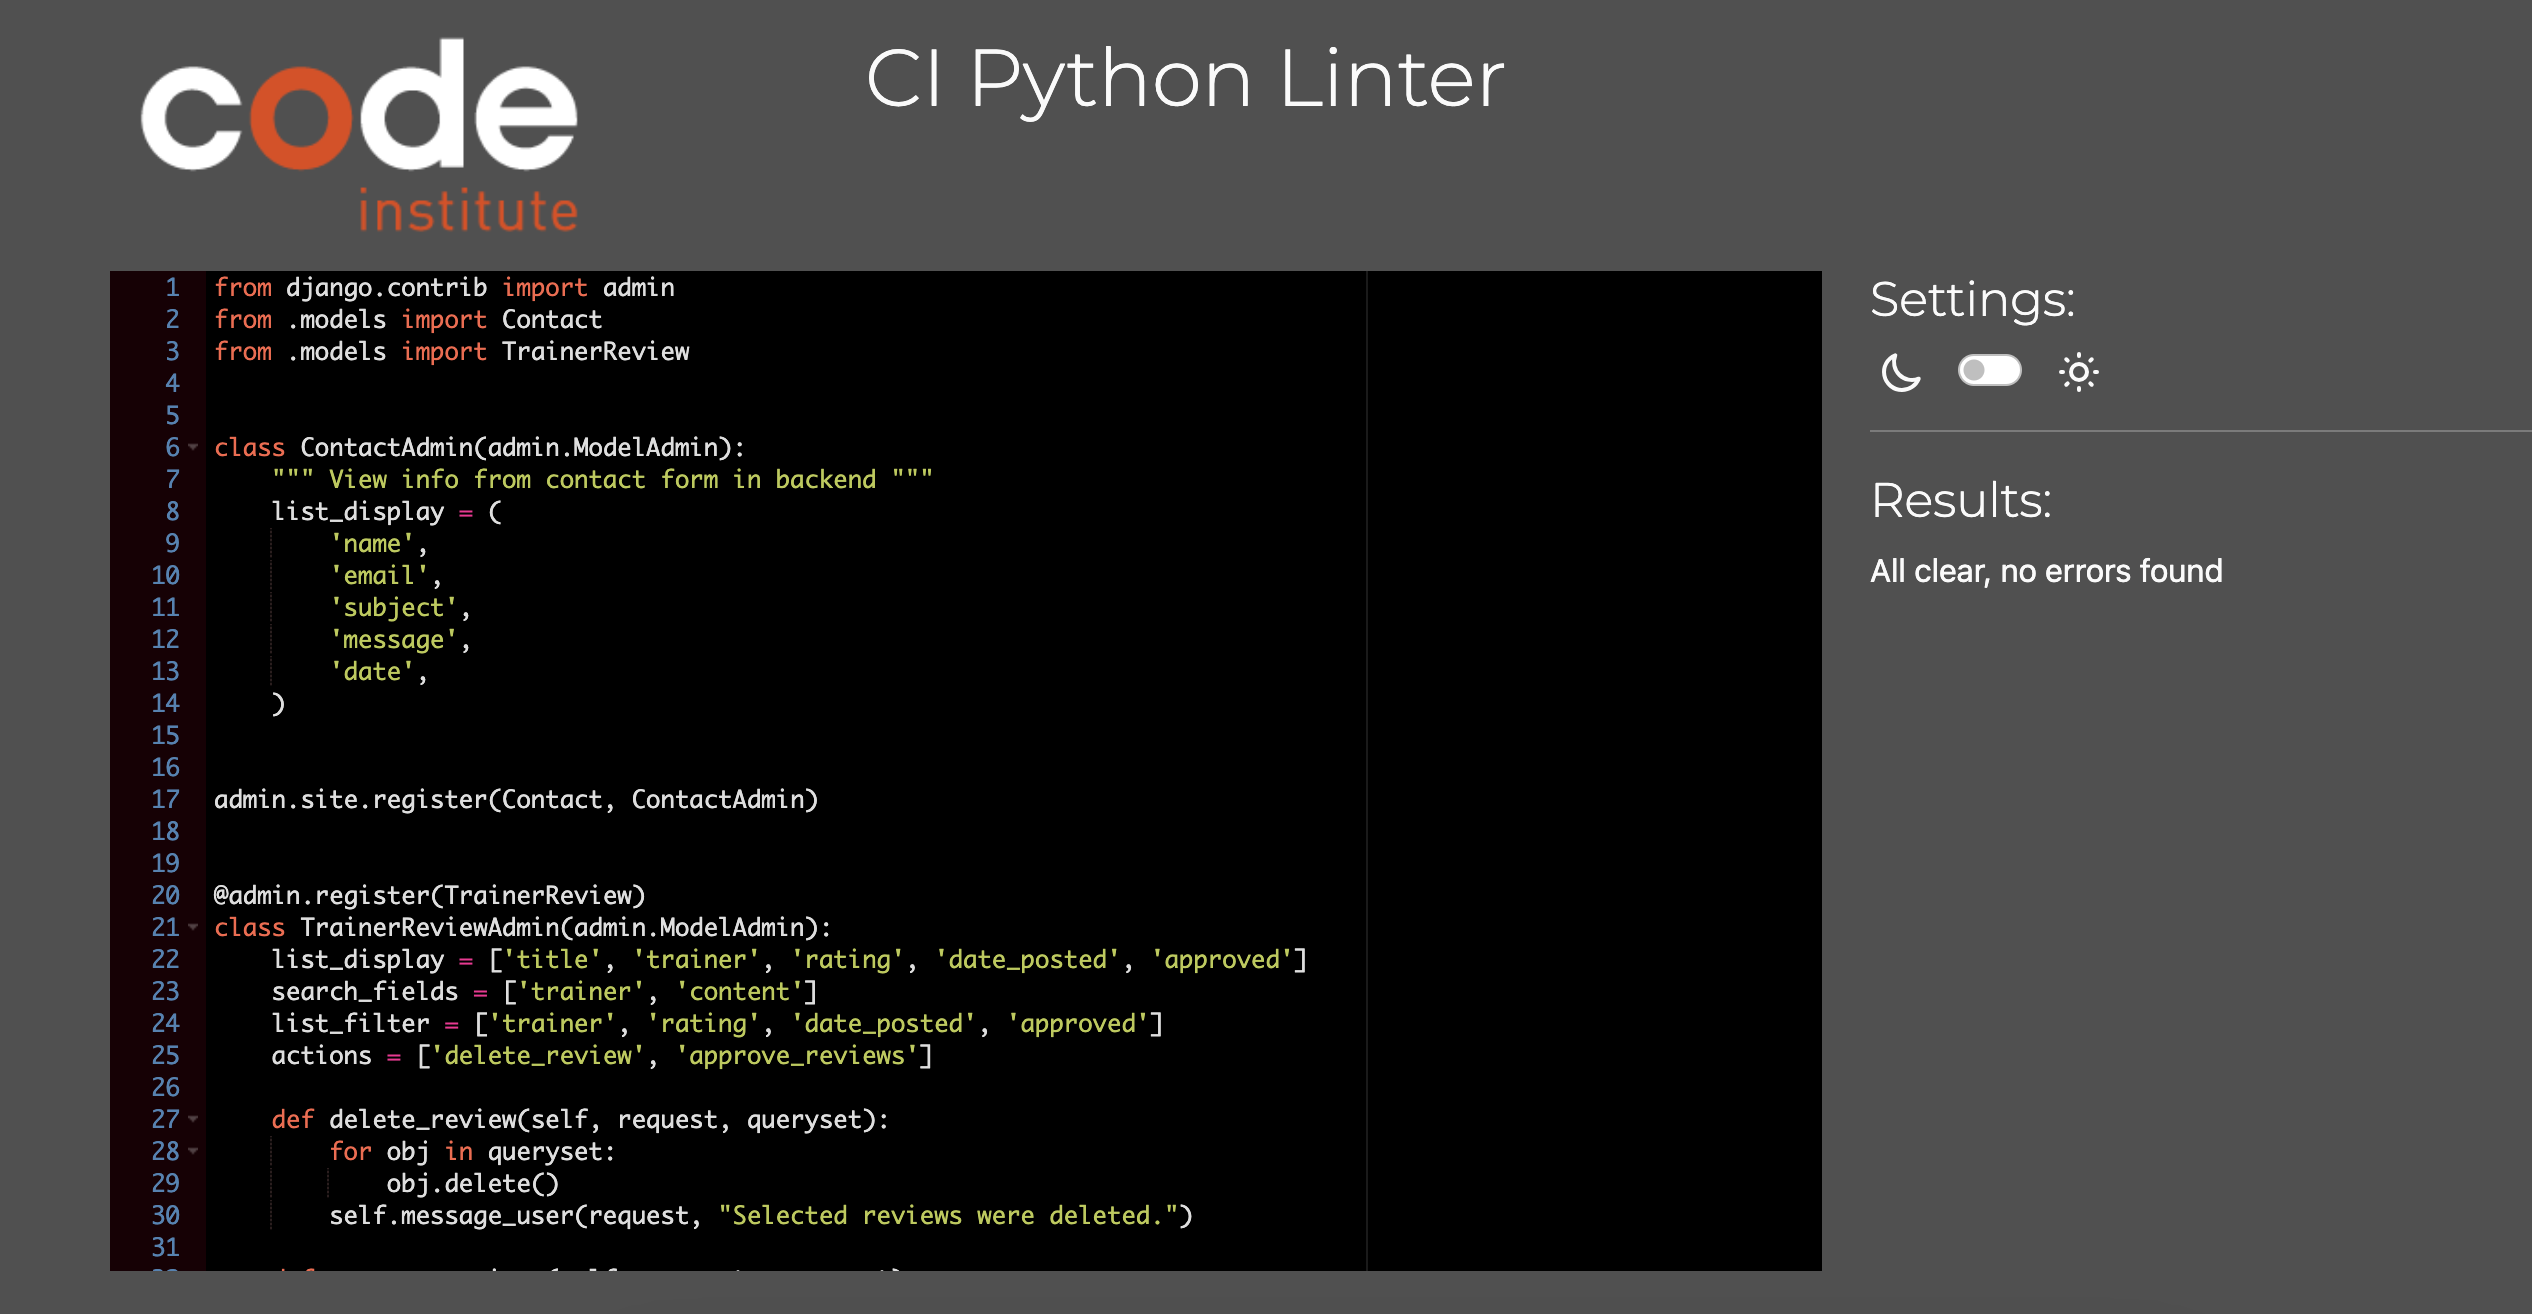 code
institute
CI Python Linter
1 from django.contrib import admin
2 from .models import Contact
3 from .models import TrainerReview
4
5
6 class ContactAdmin(admin.ModelAdmin):
7     """ View info from contact form in backend """
8     list_display = (
9         'name',
10         'email',
11         'subject',
12         'message',
13         'date',
14     )
15
16
17 admin.site.register(Contact, ContactAdmin)
18
19
20 @admin.register(TrainerReview)
21 class TrainerReviewAdmin(admin.ModelAdmin):
22     list_display = ['title', 'trainer', 'rating', 'date_posted', 'approved']
23     search_fields = ['trainer', 'content']
24     list_filter = ['trainer', 'rating', 'date_posted', 'approved']
25     actions = ['delete_review', 'approve_reviews']
26
27     def delete_review(self, request, queryset):
28         for obj in queryset:
29             obj.delete()
30         self.message_user(request, "Selected reviews were deleted.")
31
Settings:
Results:
All clear, no errors found